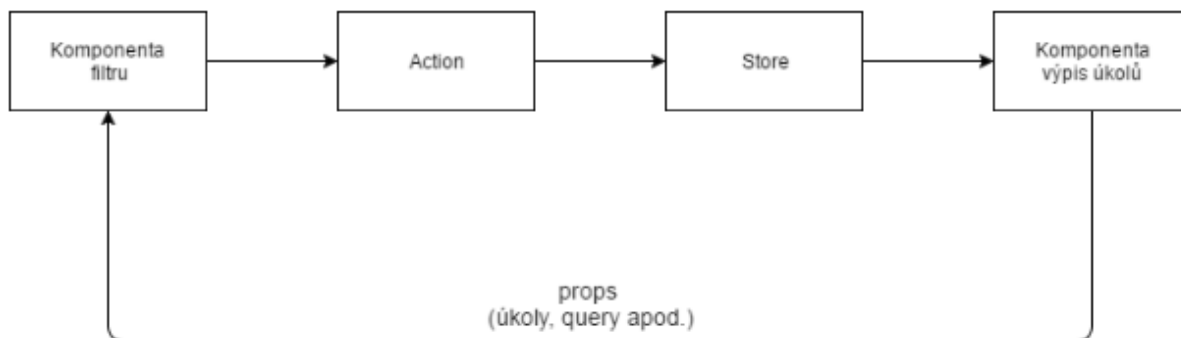 Komponenta
filtru
Action
Store
Komponenta
výpis úkolů
props
(úkoly, query apod.)